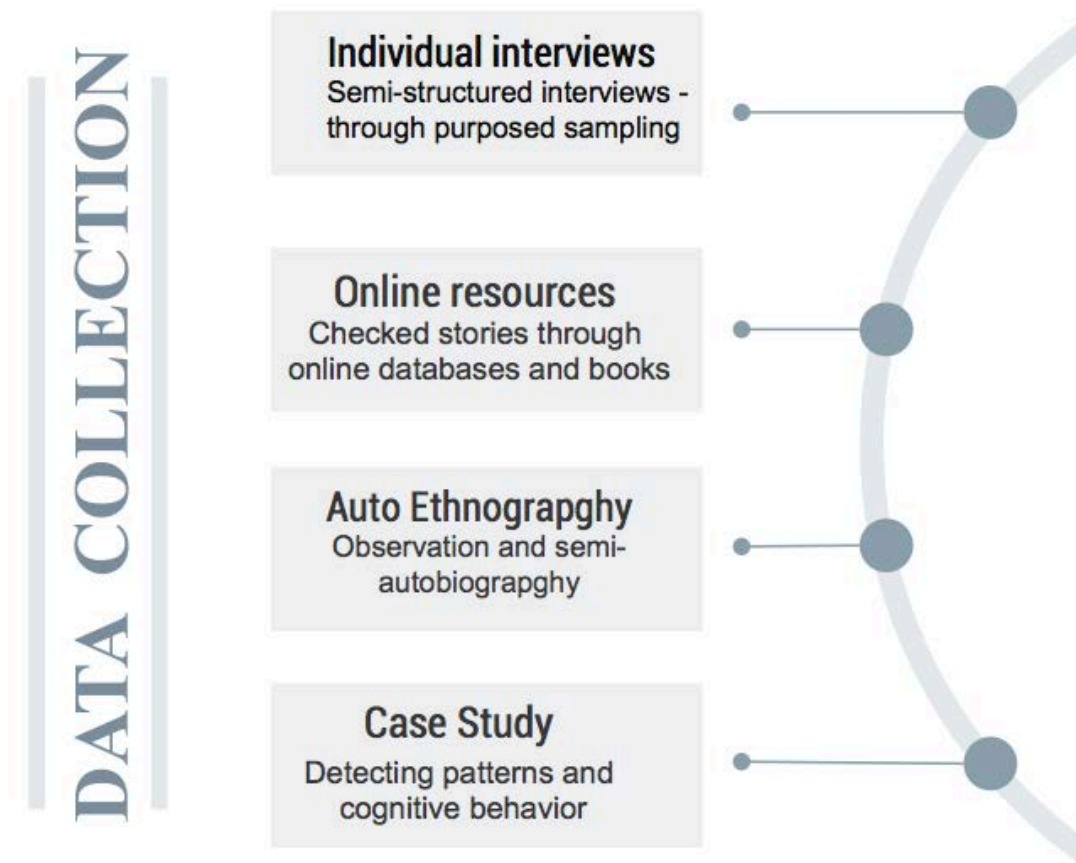 DATA COLLECTION
Individual interviews
Semi-structured interviews -
through purposed sampling
Online resources
Checked stories through
online databases and books
Auto Ethnograpghy
Observation and semi-
autobiograpghy
Case Study
Detecting patterns and
cognitive behavior